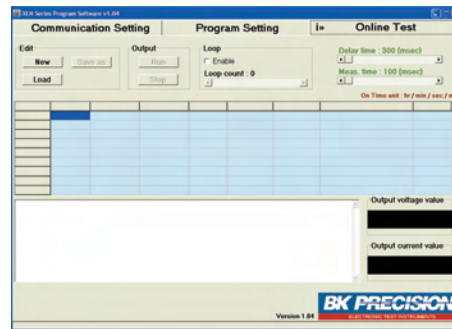 XLN Series Program Software v1.04
Communication Setting
Program Setting
i»
Online Test
Edit
New
Save as
Load
Output
Run
Stop
Loop
Enable
Loop count : 0
Delay time : 300 (msec)
Meas. time : 100 (msec)
On Time unit : hr / min / sec / m
Output voltage value
Output current value
Version 1.04
BK PRECISION
ELECTRONIC TEST INSTRUMENTS